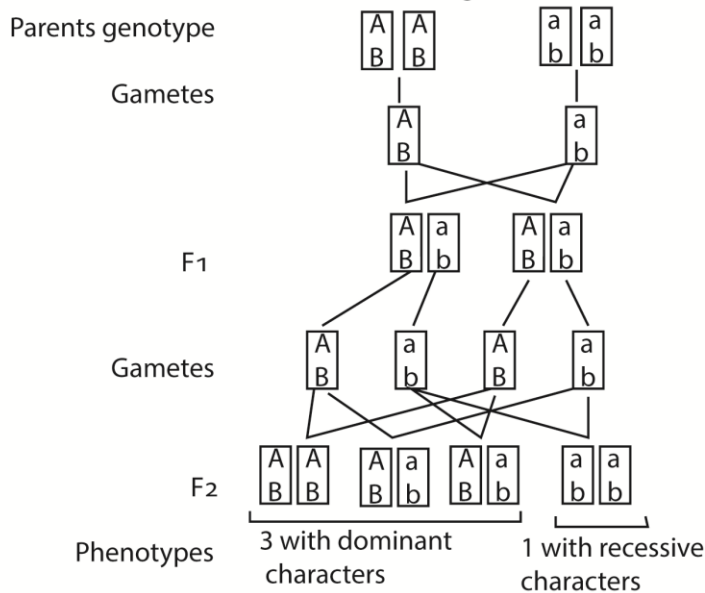 Parents genotype
A A a a
B B b b
Gametes
A a
B b
F1
A a A a
B b B b
Gametes
A a A a
B b B b
F2
A A A a A a a a
B B B b B b b b
Phenotypes
3 with dominant
characters
1 with recessive
characters